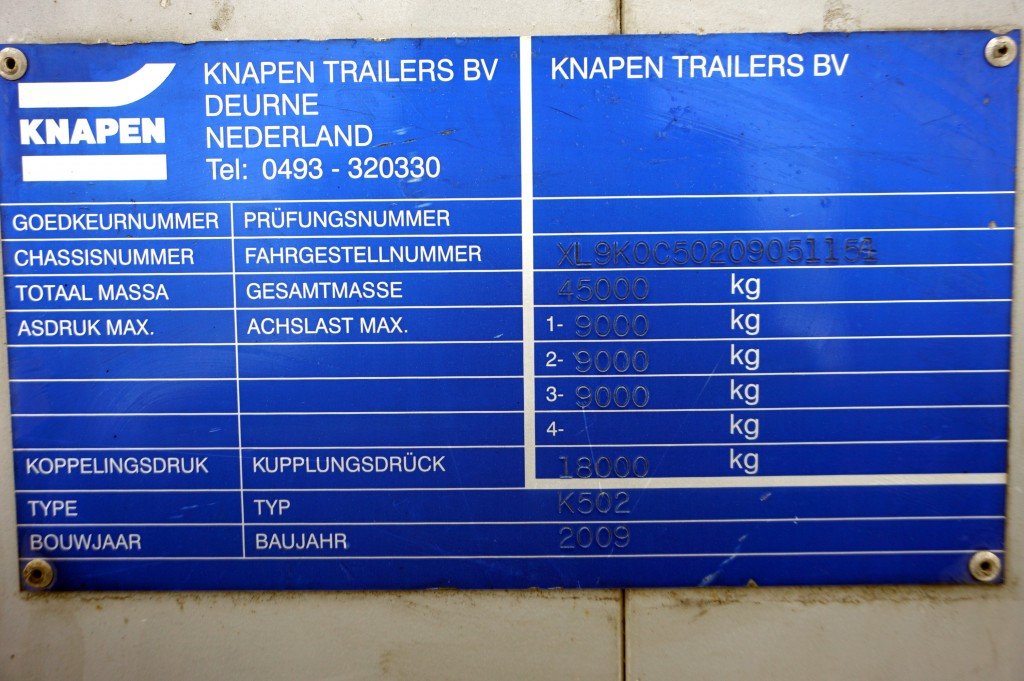 KNAPEN
KNAPEN TRAILERS BV
DEURNE
NEDERLAND
Tel: 0493 - 320330
KNAPEN TRAILERS BV
GOEDKEURNUMMER PRÜFUNGSNUMMER
CHASSISNUMMER FAHRGESTELLNUMMER XL9K0C50209051154
TOTAAL MASSA GESAMTMASSE 45000 kg
ASDRUK MAX. ACHSLAST MAX. 1- 9000 kg
2- 9000 kg
3- 9000 kg
4- kg
KOPPELINGSDRUK KUPPLUNGSDRÜCK 18000 kg
TYPE TYP K502
BOUWJAAR BAUJAHR 2009